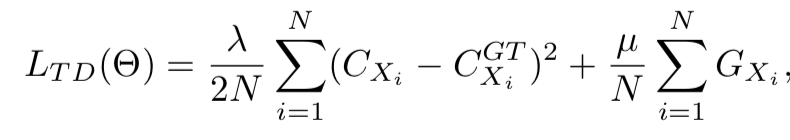 $L_{TD}(\Theta) = \frac{\lambda}{2N} \sum_{i=1}^{N} (C_{X_i} - C_{X_i}^{GT})^2 + \frac{\mu}{N} \sum_{i=1}^{N} G_{X_i},$